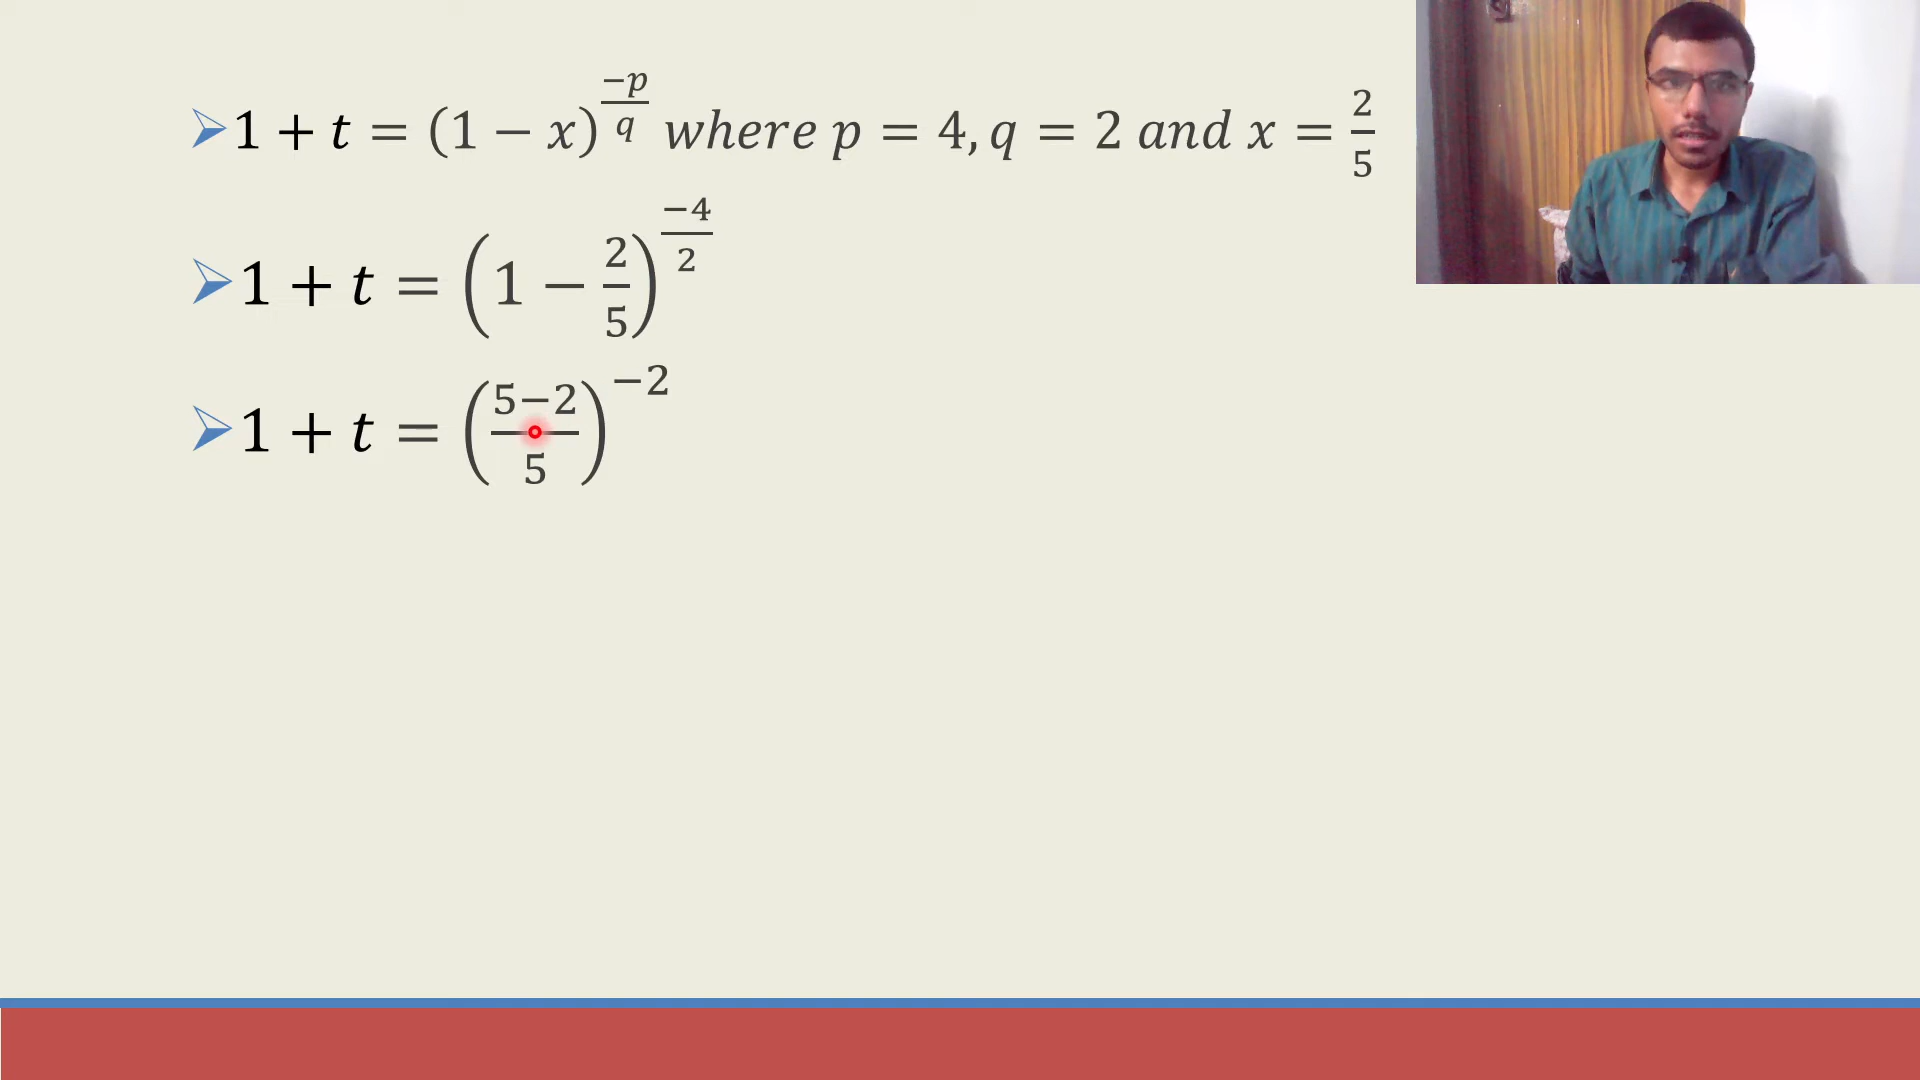 ➢1 + t = (1 − x)^(−p/q) where p = 4, q = 2 and x = 2/5
➢1 + t = (1 − 2/5)^(−4/2)
➢1 + t = ((5−2)/5)^(−2)